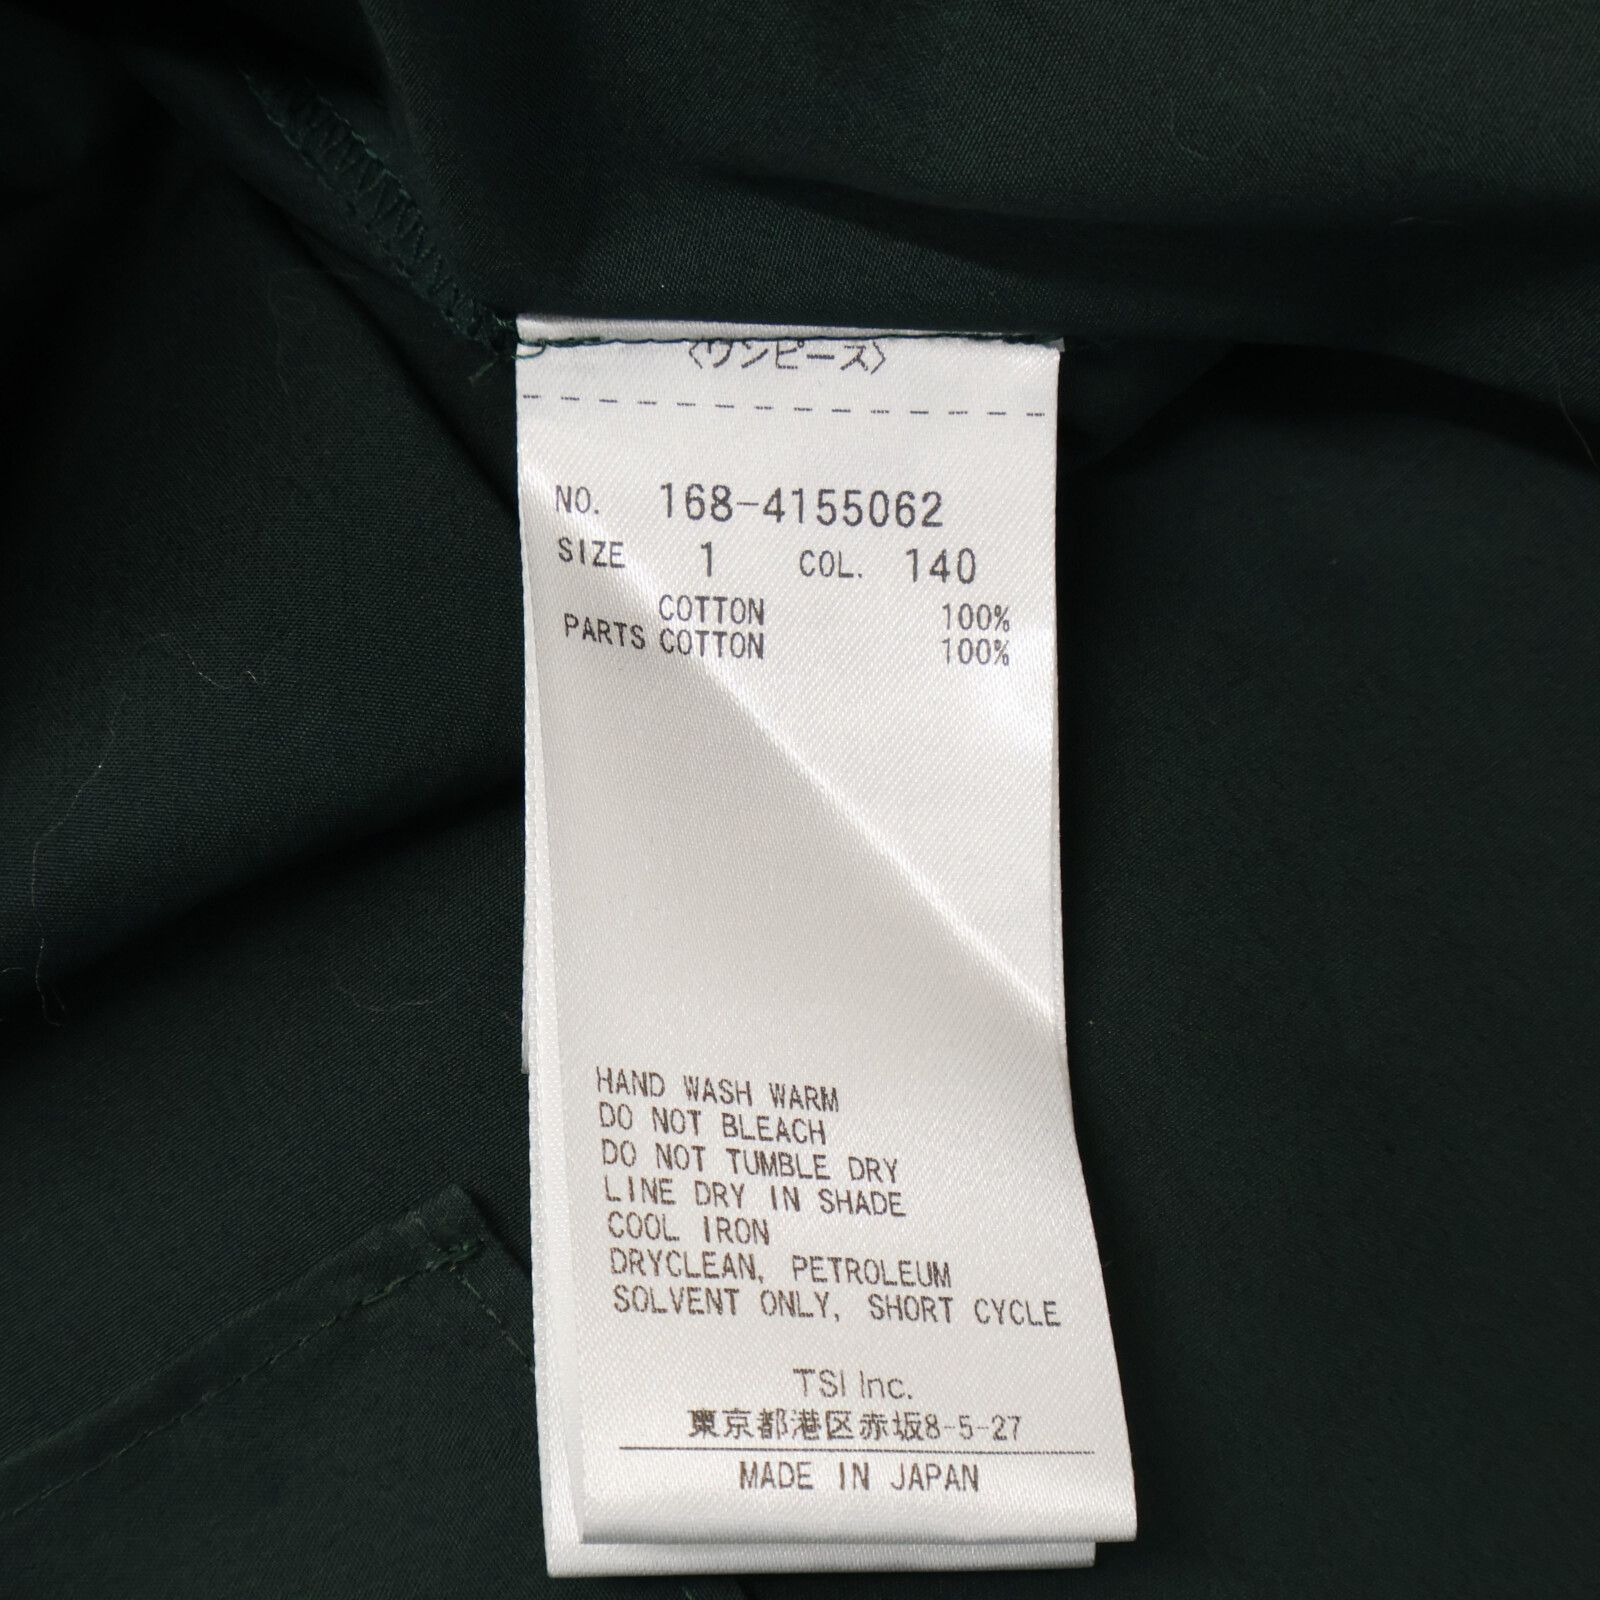 〈ワンピース〉
NO. 168-4155062
SIZE 1 COL. 140
COTTON 100%
PARTS COTTON 100%
HAND WASH WARM
DO NOT BLEACH
DO NOT TUMBLE DRY
LINE DRY IN SHADE
COOL IRON
DRYCLEAN, PETROLEUM
SOLVENT ONLY, SHORT CYCLE
TSI Inc.
東京都港区赤坂8-5-27
MADE IN JAPAN